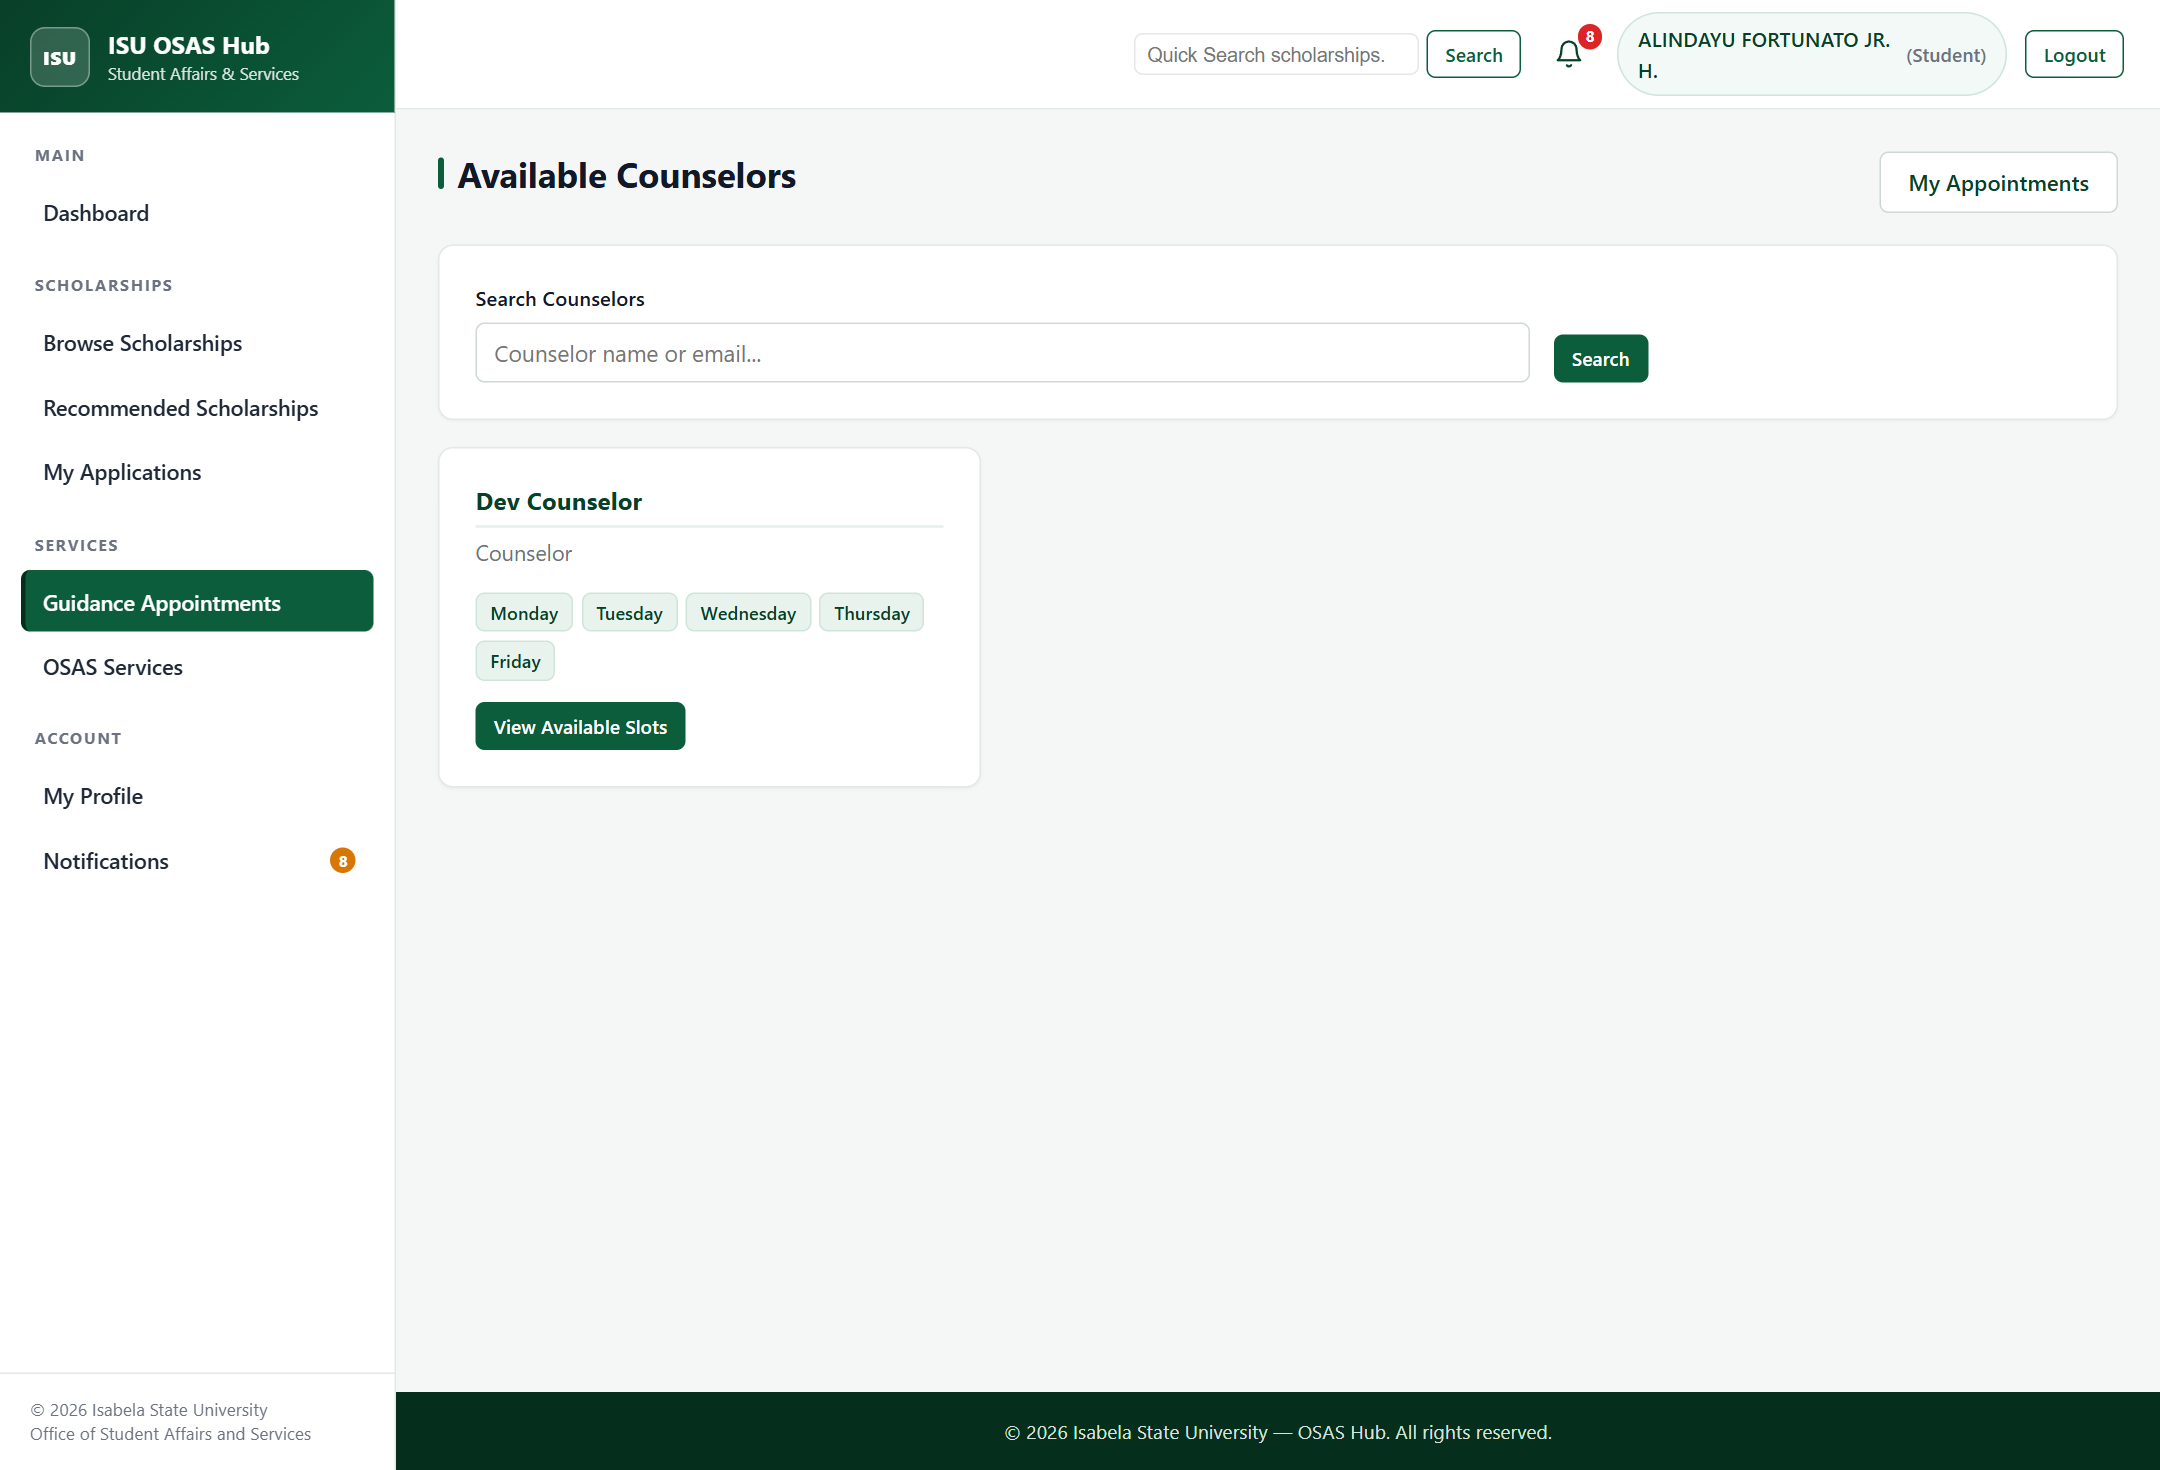 ISU
ISU OSAS Hub
Student Affairs & Services
MAIN
Dashboard
SCHOLARSHIPS
Browse Scholarships
Recommended Scholarships
My Applications
SERVICES
Guidance Appointments
OSAS Services
ACCOUNT
My Profile
Notifications 8
© 2026 Isabela State University
Office of Student Affairs and Services
Quick Search scholarships. Search 8 ALINDAYU FORTUNATO JR. H. (Student) Logout
Available Counselors
My Appointments
Search Counselors
Counselor name or email... Search
Dev Counselor
Counselor
Monday Tuesday Wednesday Thursday
Friday
View Available Slots
© 2026 Isabela State University — OSAS Hub. All rights reserved.